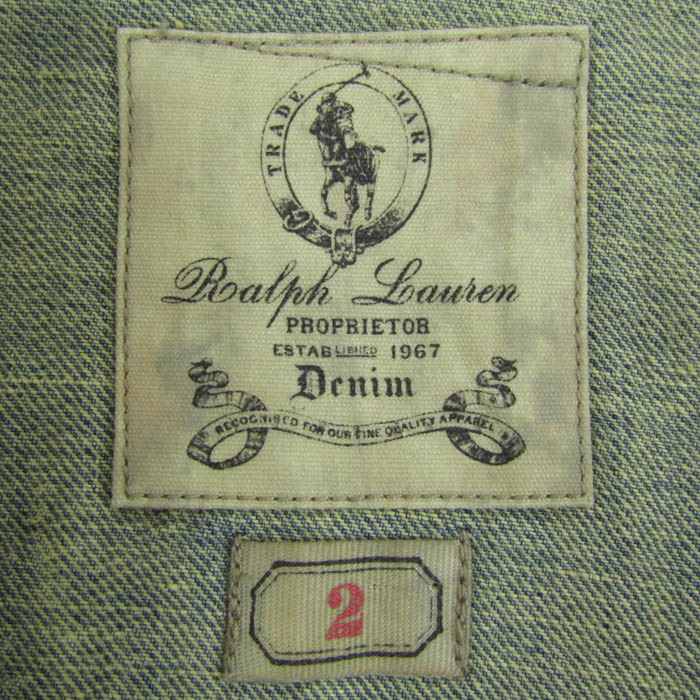 TRADE MARK
Ralph Lauren
PROPRIETOR
ESTABLISHED 1967
Denim
RECOGNISED FOR OUR FINE QUALITY APPAREL
2